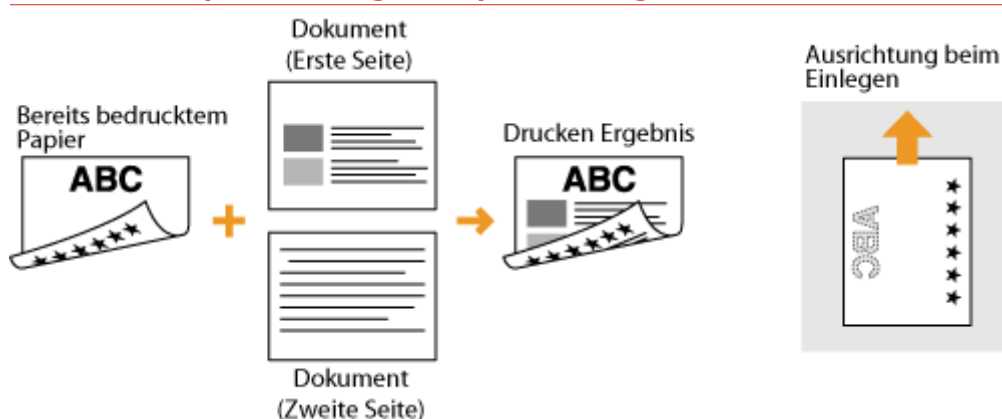 Dokument
(Erste Seite)
Ausrichtung beim
Einlegen
Bereits bedrucktem
Papier
Drucken Ergebnis
ABC
ABC
ABC
Dokument
(Zweite Seite)